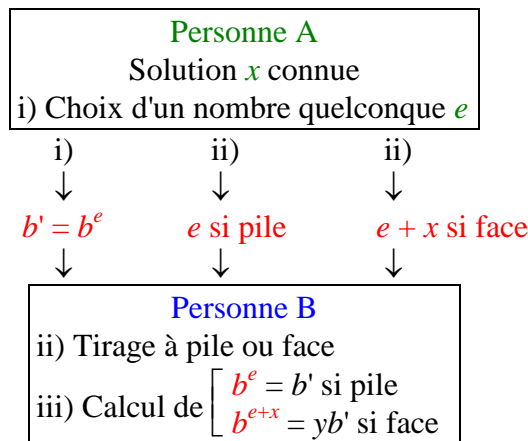 Personne A
Solution x connue
i) Choix d'un nombre quelconque e
i) ii) ii)
↓ ↓ ↓
b' = b^e e si pile e + x si face
↓ ↓ ↓
Personne B
ii) Tirage à pile ou face
iii) Calcul de [ b^e = b' si pile
b^{e+x} = yb' si face